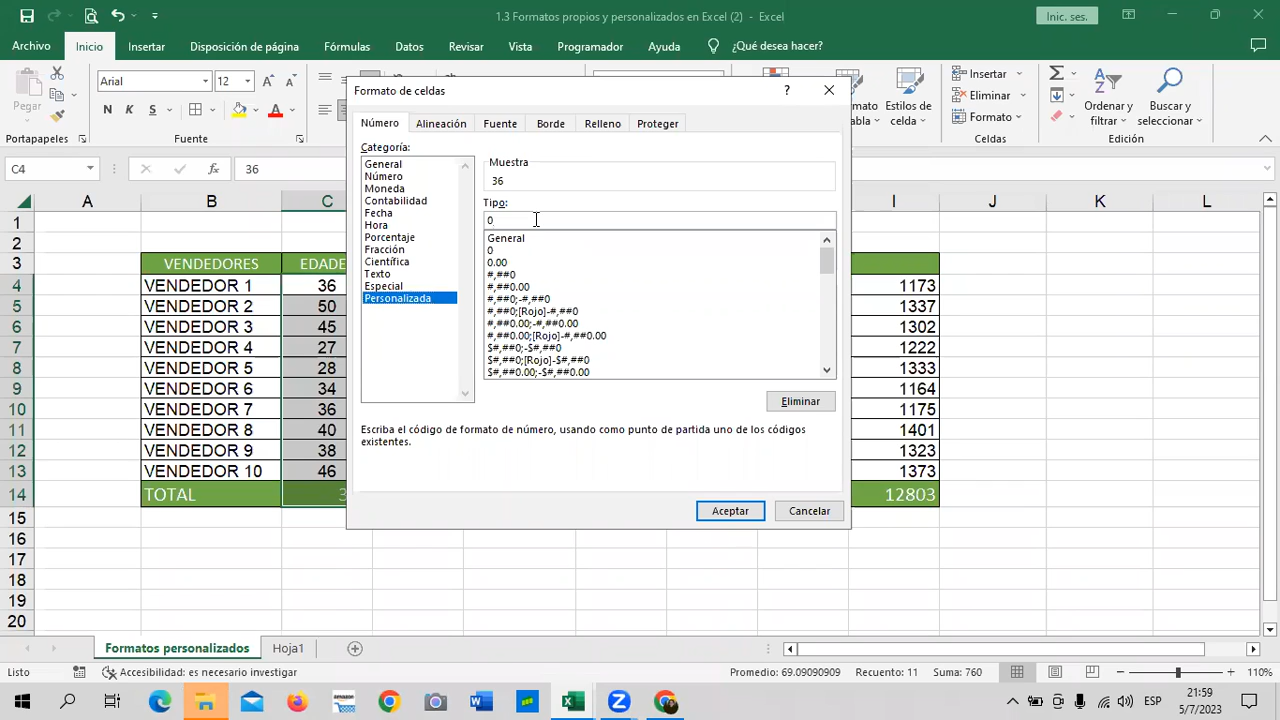 1.3 Formatos propios y personalizados en Excel (2) - Excel
Inic. ses.
Archivo Inicio Insertar Disposición de página Fórmulas Datos Revisar Vista Programador Ayuda ¿Qué desea hacer?
Pegar
Portapapeles
Arial 12
N K S
Fuente
Estilos de celda
Insertar
Eliminar
Formato
Celdas
Ordenar y filtrar
Buscar y seleccionar
Edición
C4 fx 36
Formato de celdas
Número Alineación Fuente Borde Relleno Proteger
Categoría:
General
Número
Moneda
Contabilidad
Fecha
Hora
Porcentaje
Fracción
Científica
Texto
Especial
Personalizada
Muestra
36
Tipo:
0
General
0
0.00
#,##0
#,##0.00
#,##0;-#,##0
#,##0;[Rojo]-#,##0
#,##0.00;-#,##0.00
#,##0.00;[Rojo]-#,##0.00
$#,##0;-$#,##0
$#,##0;[Rojo]-$#,##0
$#,##0.00;-$#,##0.00
Eliminar
Escriba el código de formato de número, usando como punto de partida uno de los códigos
existentes.
Aceptar Cancelar
A B C I J K L
1
2
3 VENDEDORES EDADE
4 VENDEDOR 1 36 1173
5 VENDEDOR 2 50 1337
6 VENDEDOR 3 45 1302
7 VENDEDOR 4 27 1222
8 VENDEDOR 5 28 1333
9 VENDEDOR 6 34 1164
10 VENDEDOR 7 36 1175
11 VENDEDOR 8 40 1401
12 VENDEDOR 9 38 1323
13 VENDEDOR 10 46 1373
14 TOTAL 3 12803
15
16
17
18
19
20
Formatos personalizados Hoja1
Listo Accesibilidad: es necesario investigar Promedio: 69.09090909 Recuento: 11 Suma: 760 110%
ESP
21:59
5/7/2023